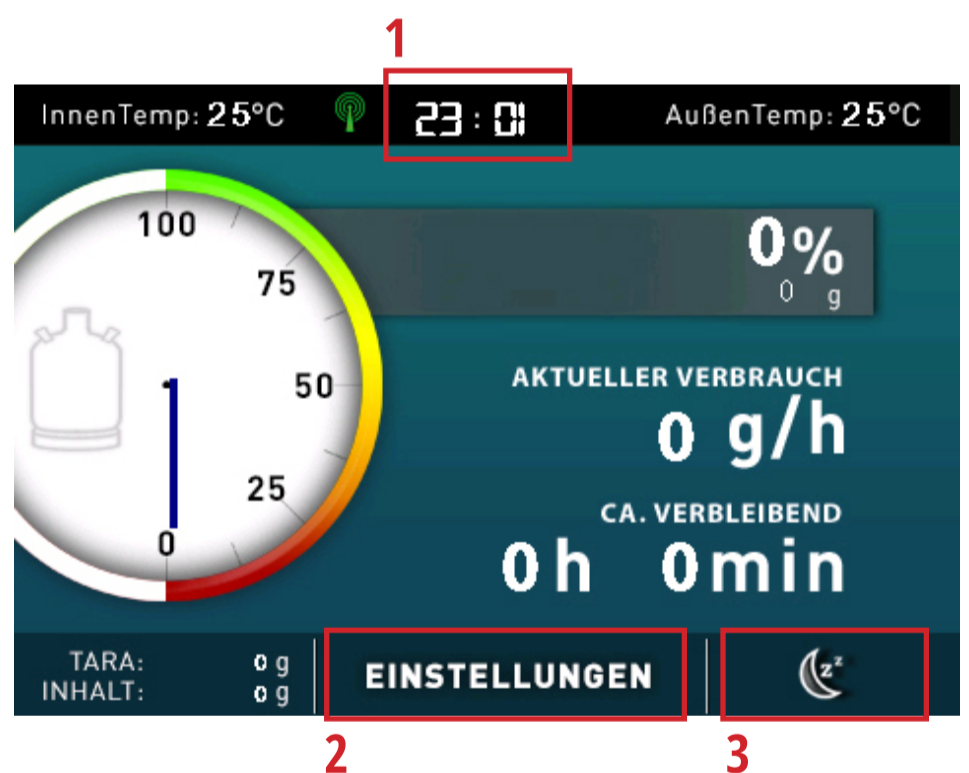 1
InnenTemp: 25°C 23:01 AußenTemp: 25°C
100
75
50
25
0
0%
0 g
AKTUELLER VERBRAUCH
0 g/h
CA. VERBLEIBEND
0h 0min
TARA: 0 g
INHALT: 0 g
EINSTELLUNGEN
zz
2
3